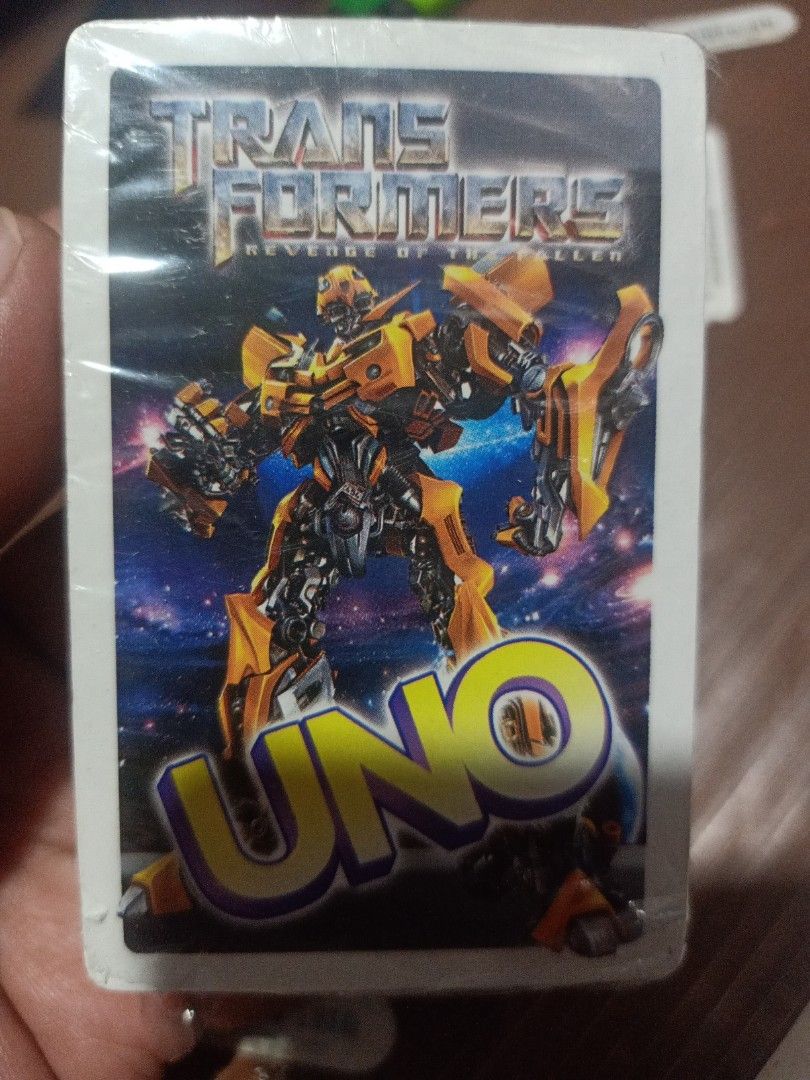 TRANS
FORMERS
REVENGE OF THE FALLEN
UNO